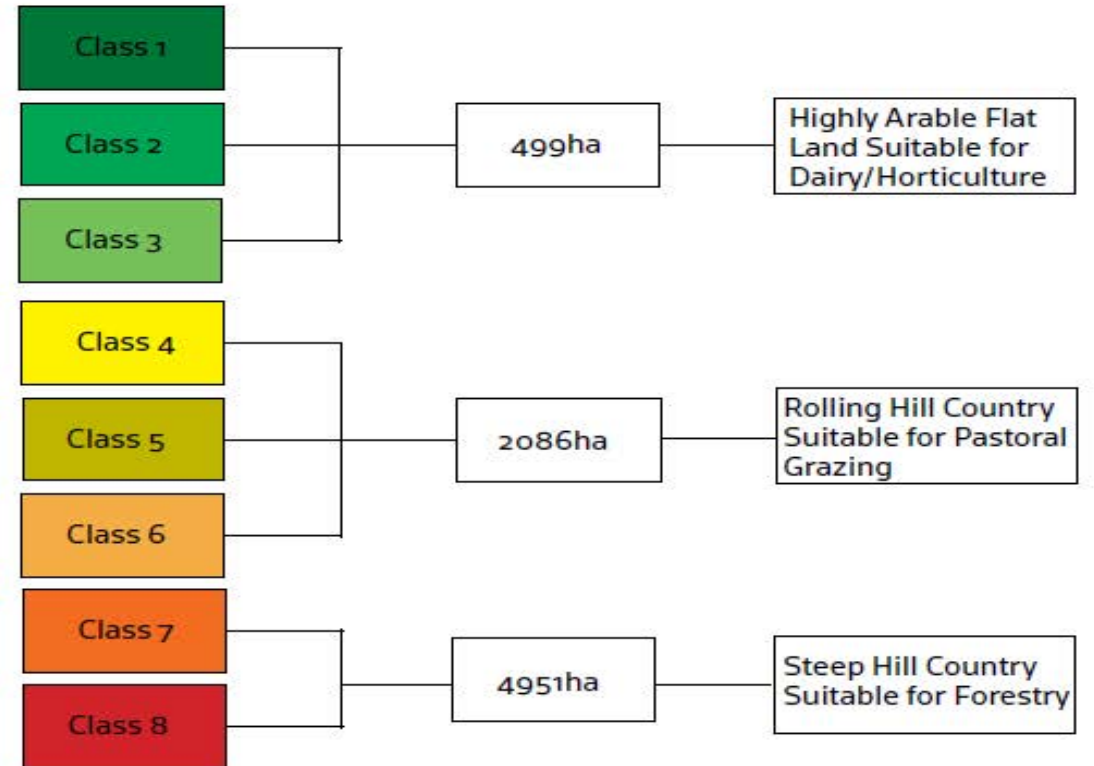 Class 1
Class 2
Class 3
499ha
Highly Arable Flat
Land Suitable for
Dairy/Horticulture
Class 4
Class 5
Class 6
2086ha
Rolling Hill Country
Suitable for Pastoral
Grazing
Class 7
Class 8
4951ha
Steep Hill Country
Suitable for Forestry